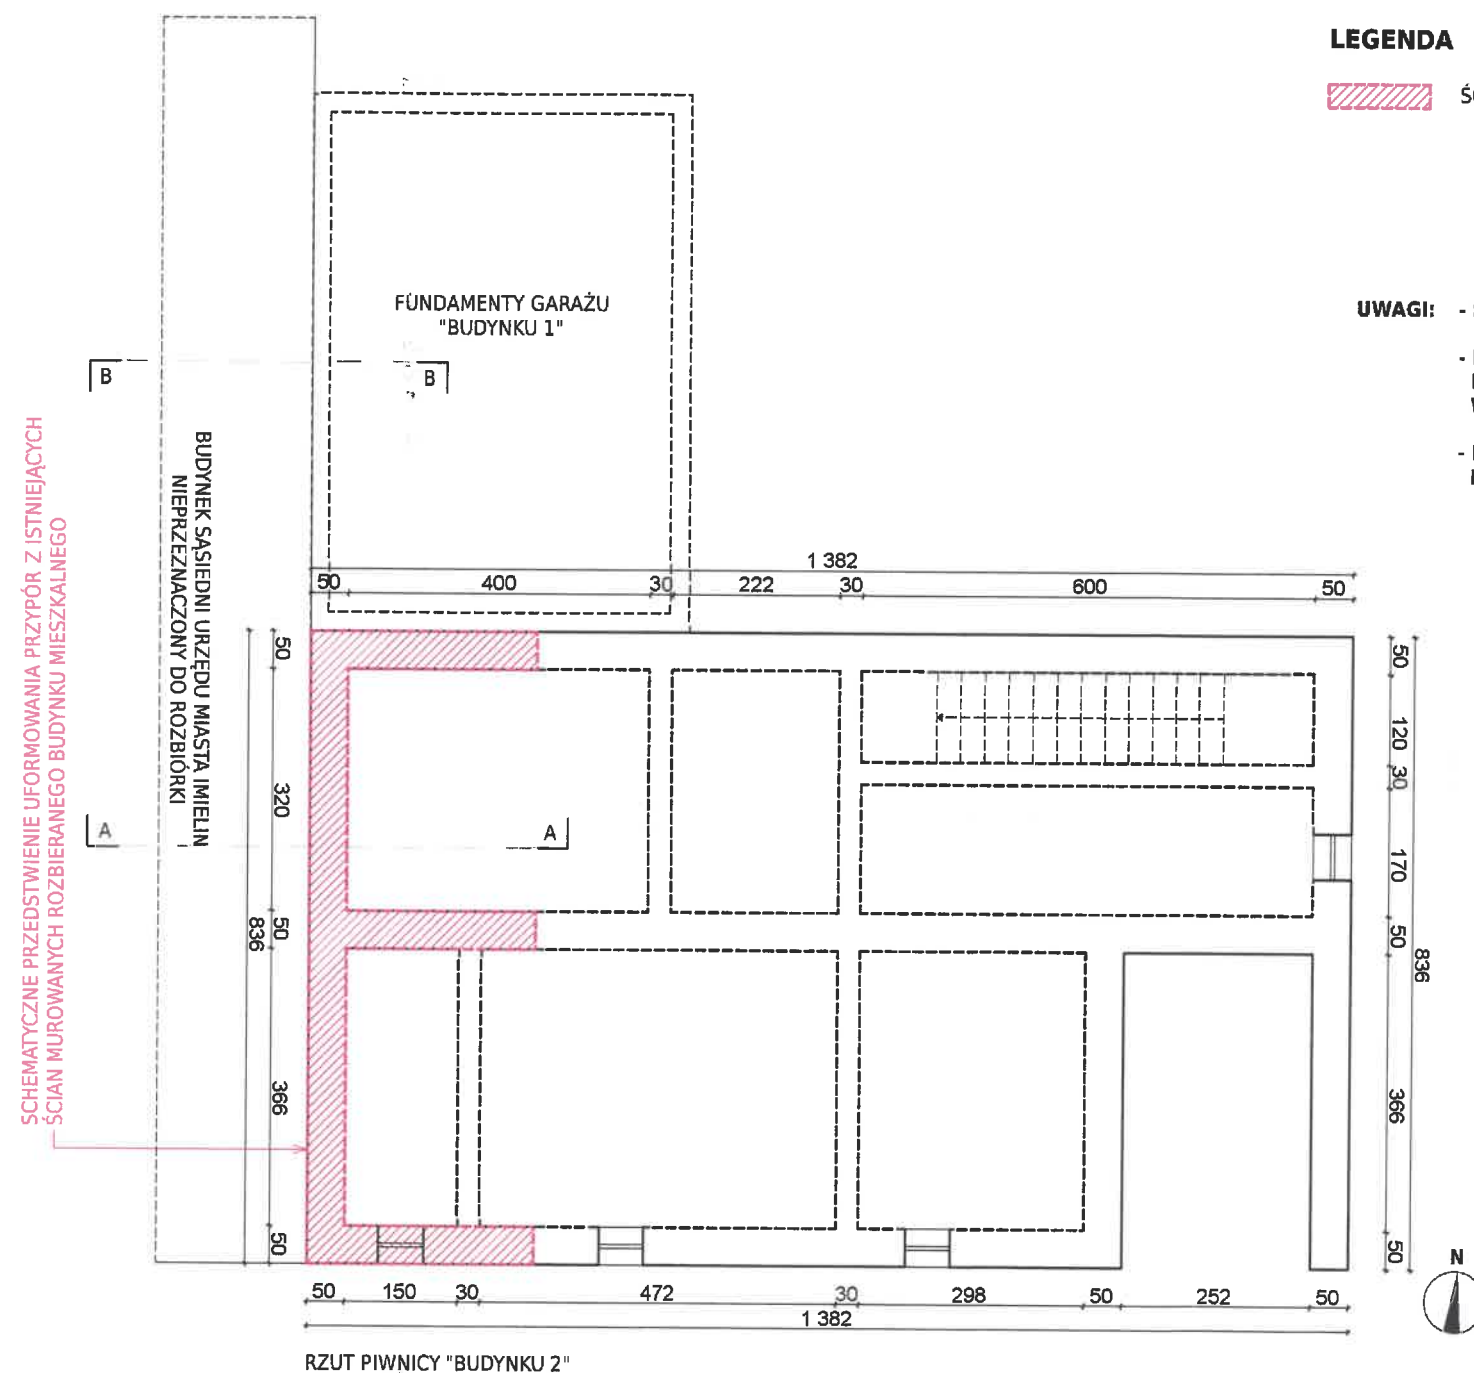 LEGENDA
FUNDAMENTY GARAŻU
"BUDYNKU 1"
UWAGI:
B
B
SCHEMATYCZNE PRZEDSTWIENIE UFORMOWANIA PRZYPÓR Z ISTNIEJĄCYCH
ŚCIAN MUROWANYCH ROZBIERANEGO BUDYNKU MIESZKALNEGO
BUDYNEK SĄSIEDNI URZĘDU MIASTA IMIELIN
NIEPRZEZNACZONY DO ROZBIÓRKI
1 382
50 400 30 222 30 600 50
50 320 50 366 50
836
50 120 30 170 50 366 50
836
A
A
N
50 150 30 472 30 298 50 252 50
1 382
RZUT PIWNICY "BUDYNKU 2"